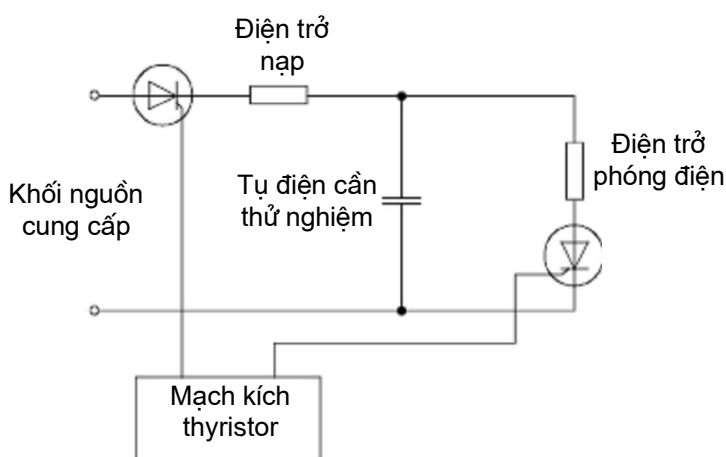 Điện trở
nạp
Điện trở
phóng điện
Khối nguồn
cung cấp
Tụ điện cần
thử nghiệm
Mạch kích
thyristor